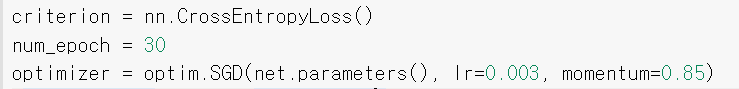 criterion = nn.CrossEntropyLoss()
num_epoch = 30
optimizer = optim.SGD(net.parameters(), lr=0.003, momentum=0.85)